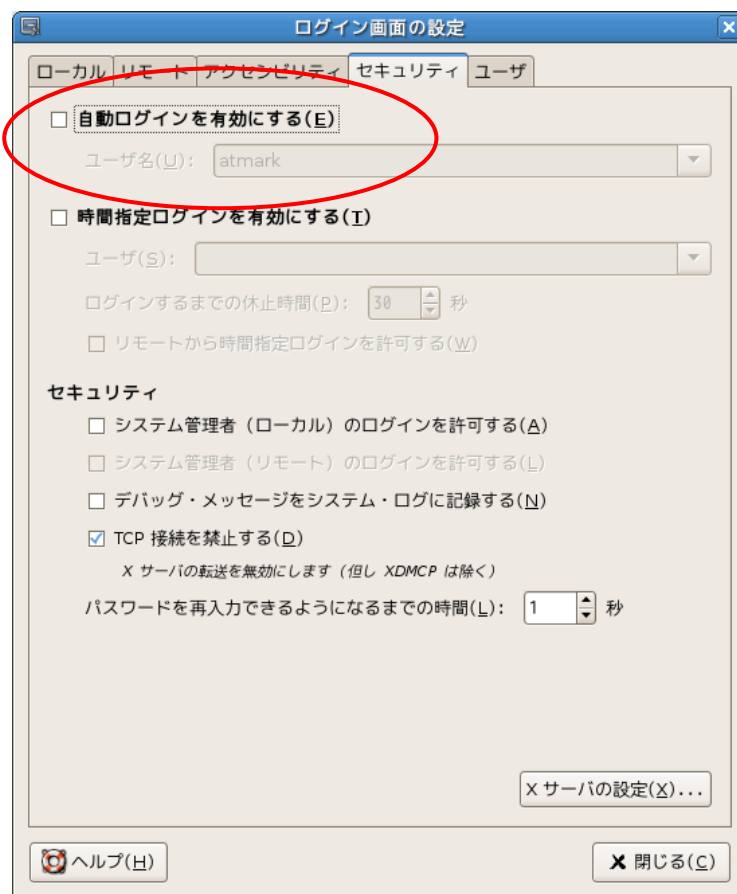 ログイン画面の設定
ローカル リモート アクセシビリティ セキュリティ ユーザ
自動ログインを有効にする(E)
ユーザ名(U): atmark
時間指定ログインを有効にする(T)
ユーザ(S):
ログインするまでの休止時間(P): 30 秒
リモートから時間指定ログインを許可する(W)
セキュリティ
システム管理者（ローカル）のログインを許可する(A)
システム管理者（リモート）のログインを許可する(L)
デバッグ・メッセージをシステム・ログに記録する(N)
TCP 接続を禁止する(D)
X サーバの転送を無効にします（但し XDMCP は除く）
パスワードを再入力できるようになるまでの時間(L): 1 秒
X サーバの設定(X)...
ヘルプ(H) 閉じる(C)